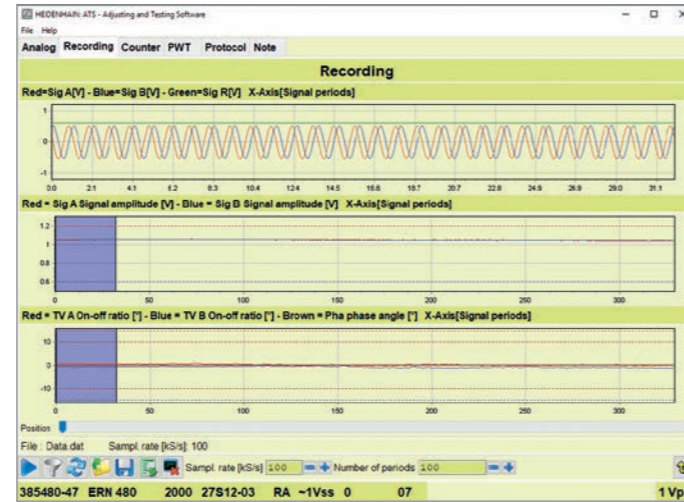 HEIDENHAIN: ATS - Adjusting and Testing Software
File Help
Analog Recording Counter PWT Protocol Note
Recording
Red=Sig A[V] - Blue=Sig B[V] - Green=Sig R[V] X-Axis[Signal periods]
1
0
-1
0.0 2.1 4.1 6.2 8.3 10.4 12.4 14.5 16.6 18.7 20.7 22.8 24.9 26.9 29.0 31.1
Red = Sig A Signal amplitude [V] - Blue = Sig B Signal amplitude [V] X-Axis[Signal periods]
1.2
1
0.8
0.6
0 50 100 150 200 250 300
Red = TV A On-off ratio [°] - Blue = TV B On-off ratio [°] - Brown = Pha phase angle [°] X-Axis[Signal periods]
10
0
-10
0 50 100 150 200 250 300
Position
File : Data.dat Sampl. rate [kS/s]: 100
Sampl. rate [kS/s] 100 Number of periods 100
385480-47 ERN 480 2000 27S12-03 RA ~1Vss 0 07 1 Vp